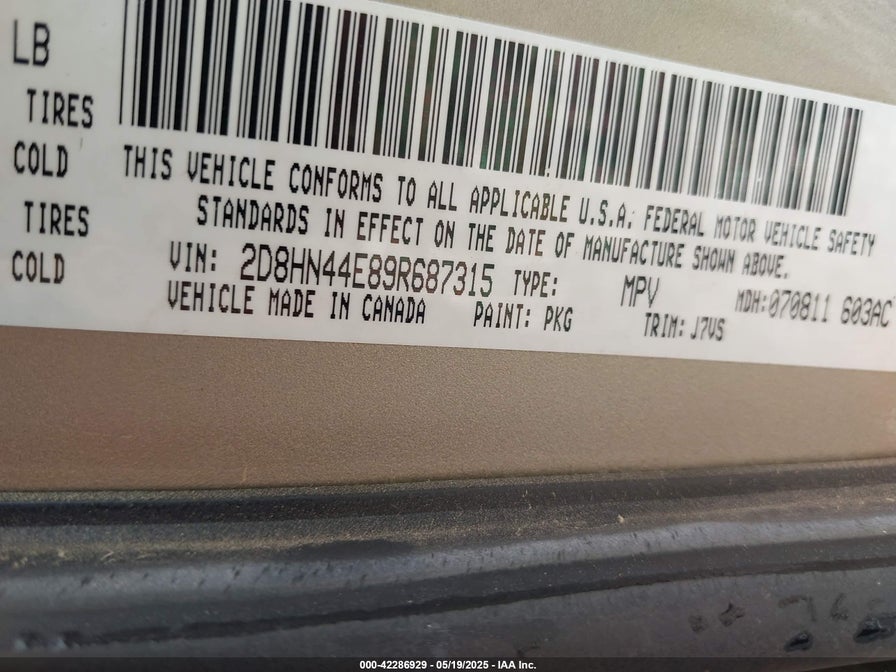 LB
TIRES
COLD
TIRES
COLD
THIS VEHICLE CONFORMS TO ALL APPLICABLE U.S.A. FEDERAL MOTOR VEHICLE SAFETY
STANDARDS IN EFFECT ON THE DATE OF MANUFACTURE SHOWN ABOVE.
VIN: 2D8HN44E89R687315 TYPE: MPV MDH:070811 603AC
VEHICLE MADE IN CANADA PAINT: PKG TRIM: J7VS
000-42286929 - 05/19/2025 - IAA Inc.